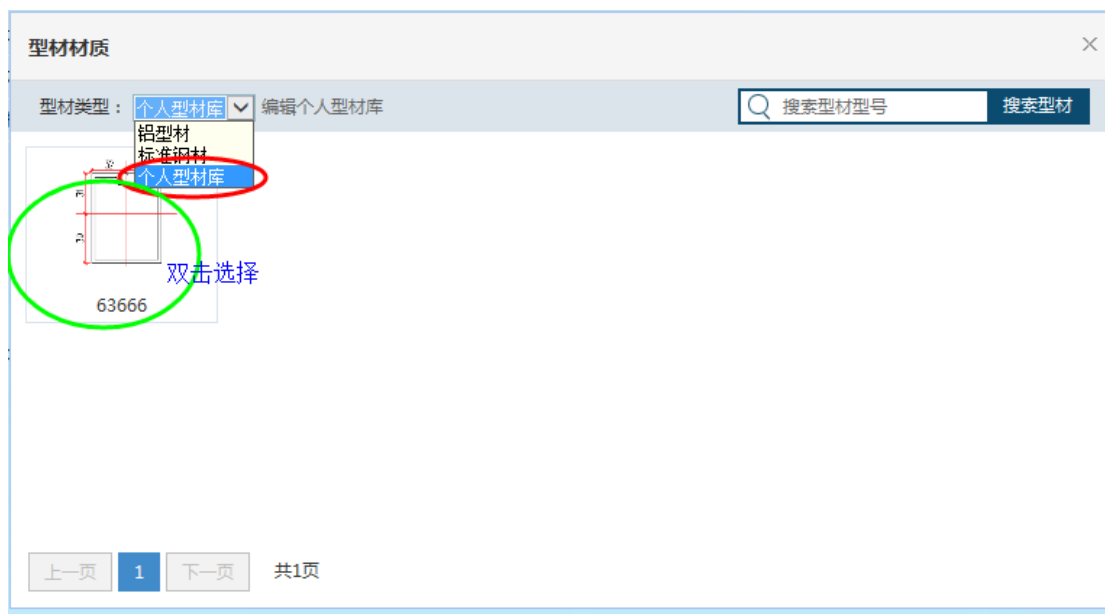 型材材质
型材类型： 个人型材库 编辑个人型材库 搜索型材型号 搜索型材
铝型材
标准钢材
个人型材库
双击选择
63666
上一页 1 下一页 共1页